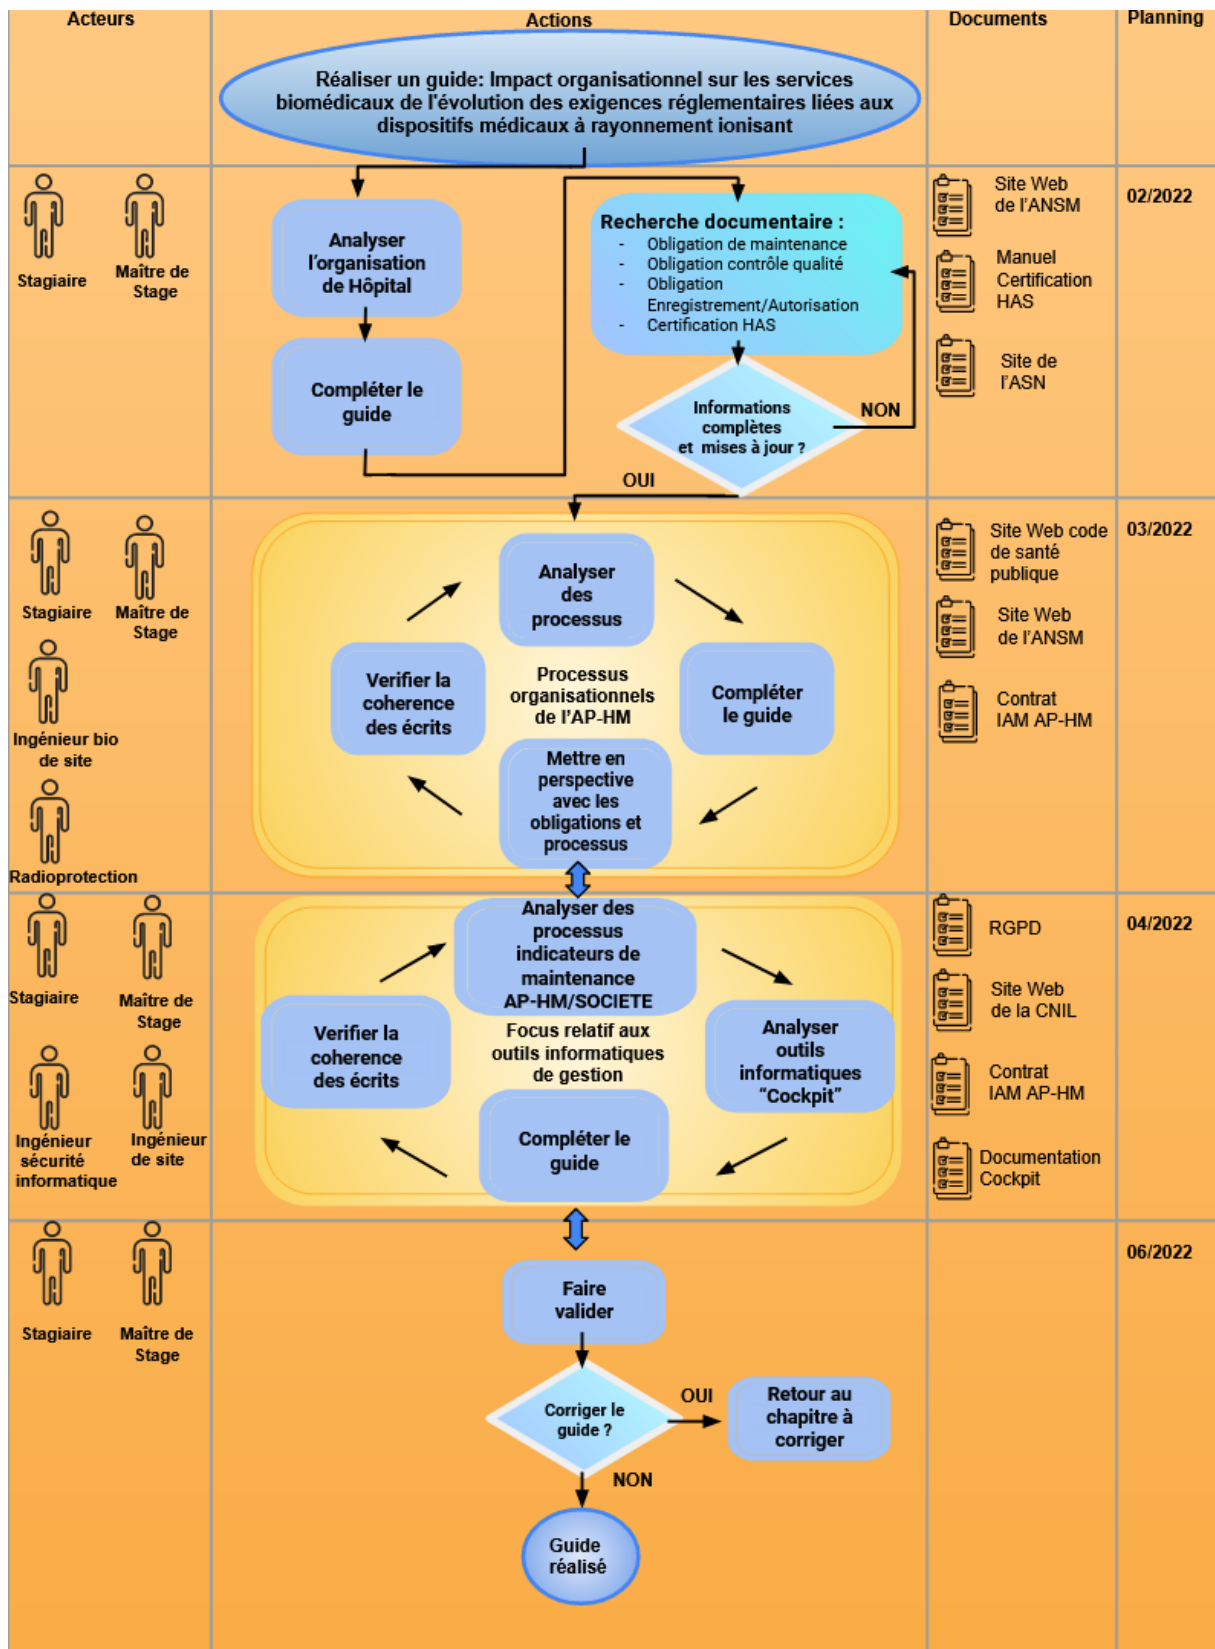 Acteurs
Actions
Documents
Planning
Réaliser un guide: Impact organisationnel sur les services
biomédicaux de l'évolution des exigences réglementaires liées aux
dispositifs médicaux à rayonnement ionisant
Stagiaire
Maître de
Stage
Analyser
l'organisation
de Hôpital
Compléter le
guide
Recherche documentaire :
- Obligation de maintenance
- Obligation contrôle qualité
- Obligation
Enregistrement/Autorisation
- Certification HAS
Informations
complètes
et mises à jour ?
NON
OUI
Site Web
de l'ANSM
Manuel
Certification
HAS
Site de
l'ASN
02/2022
Stagiaire
Maître de
Stage
Ingénieur bio
de site
Radioprotection
Analyser
des
processus
Verifier la
coherence
des écrits
Processus
organisationnels
de l'AP-HM
Compléter
le guide
Mettre en
perspective
avec les
obligations et
processus
Site Web code
de santé
publique
Site Web
de l'ANSM
Contrat
IAM AP-HM
03/2022
Stagiaire
Maître de
Stage
Ingénieur
sécurité
informatique
Ingénieur
de site
Analyser des
processus
indicateurs de
maintenance
AP-HM/SOCIETE
Verifier la
coherence
des écrits
Focus relatif aux
outils informatiques
de gestion
Analyser
outils
informatiques
“Cockpit”
Compléter le
guide
RGPD
Site Web
de la CNIL
Contrat
IAM AP-HM
Documentation
Cockpit
04/2022
Stagiaire
Maître de
Stage
Faire
valider
Corriger le
guide ?
OUI
Retour au
chapitre à
corriger
NON
Guide
réalisé
06/2022